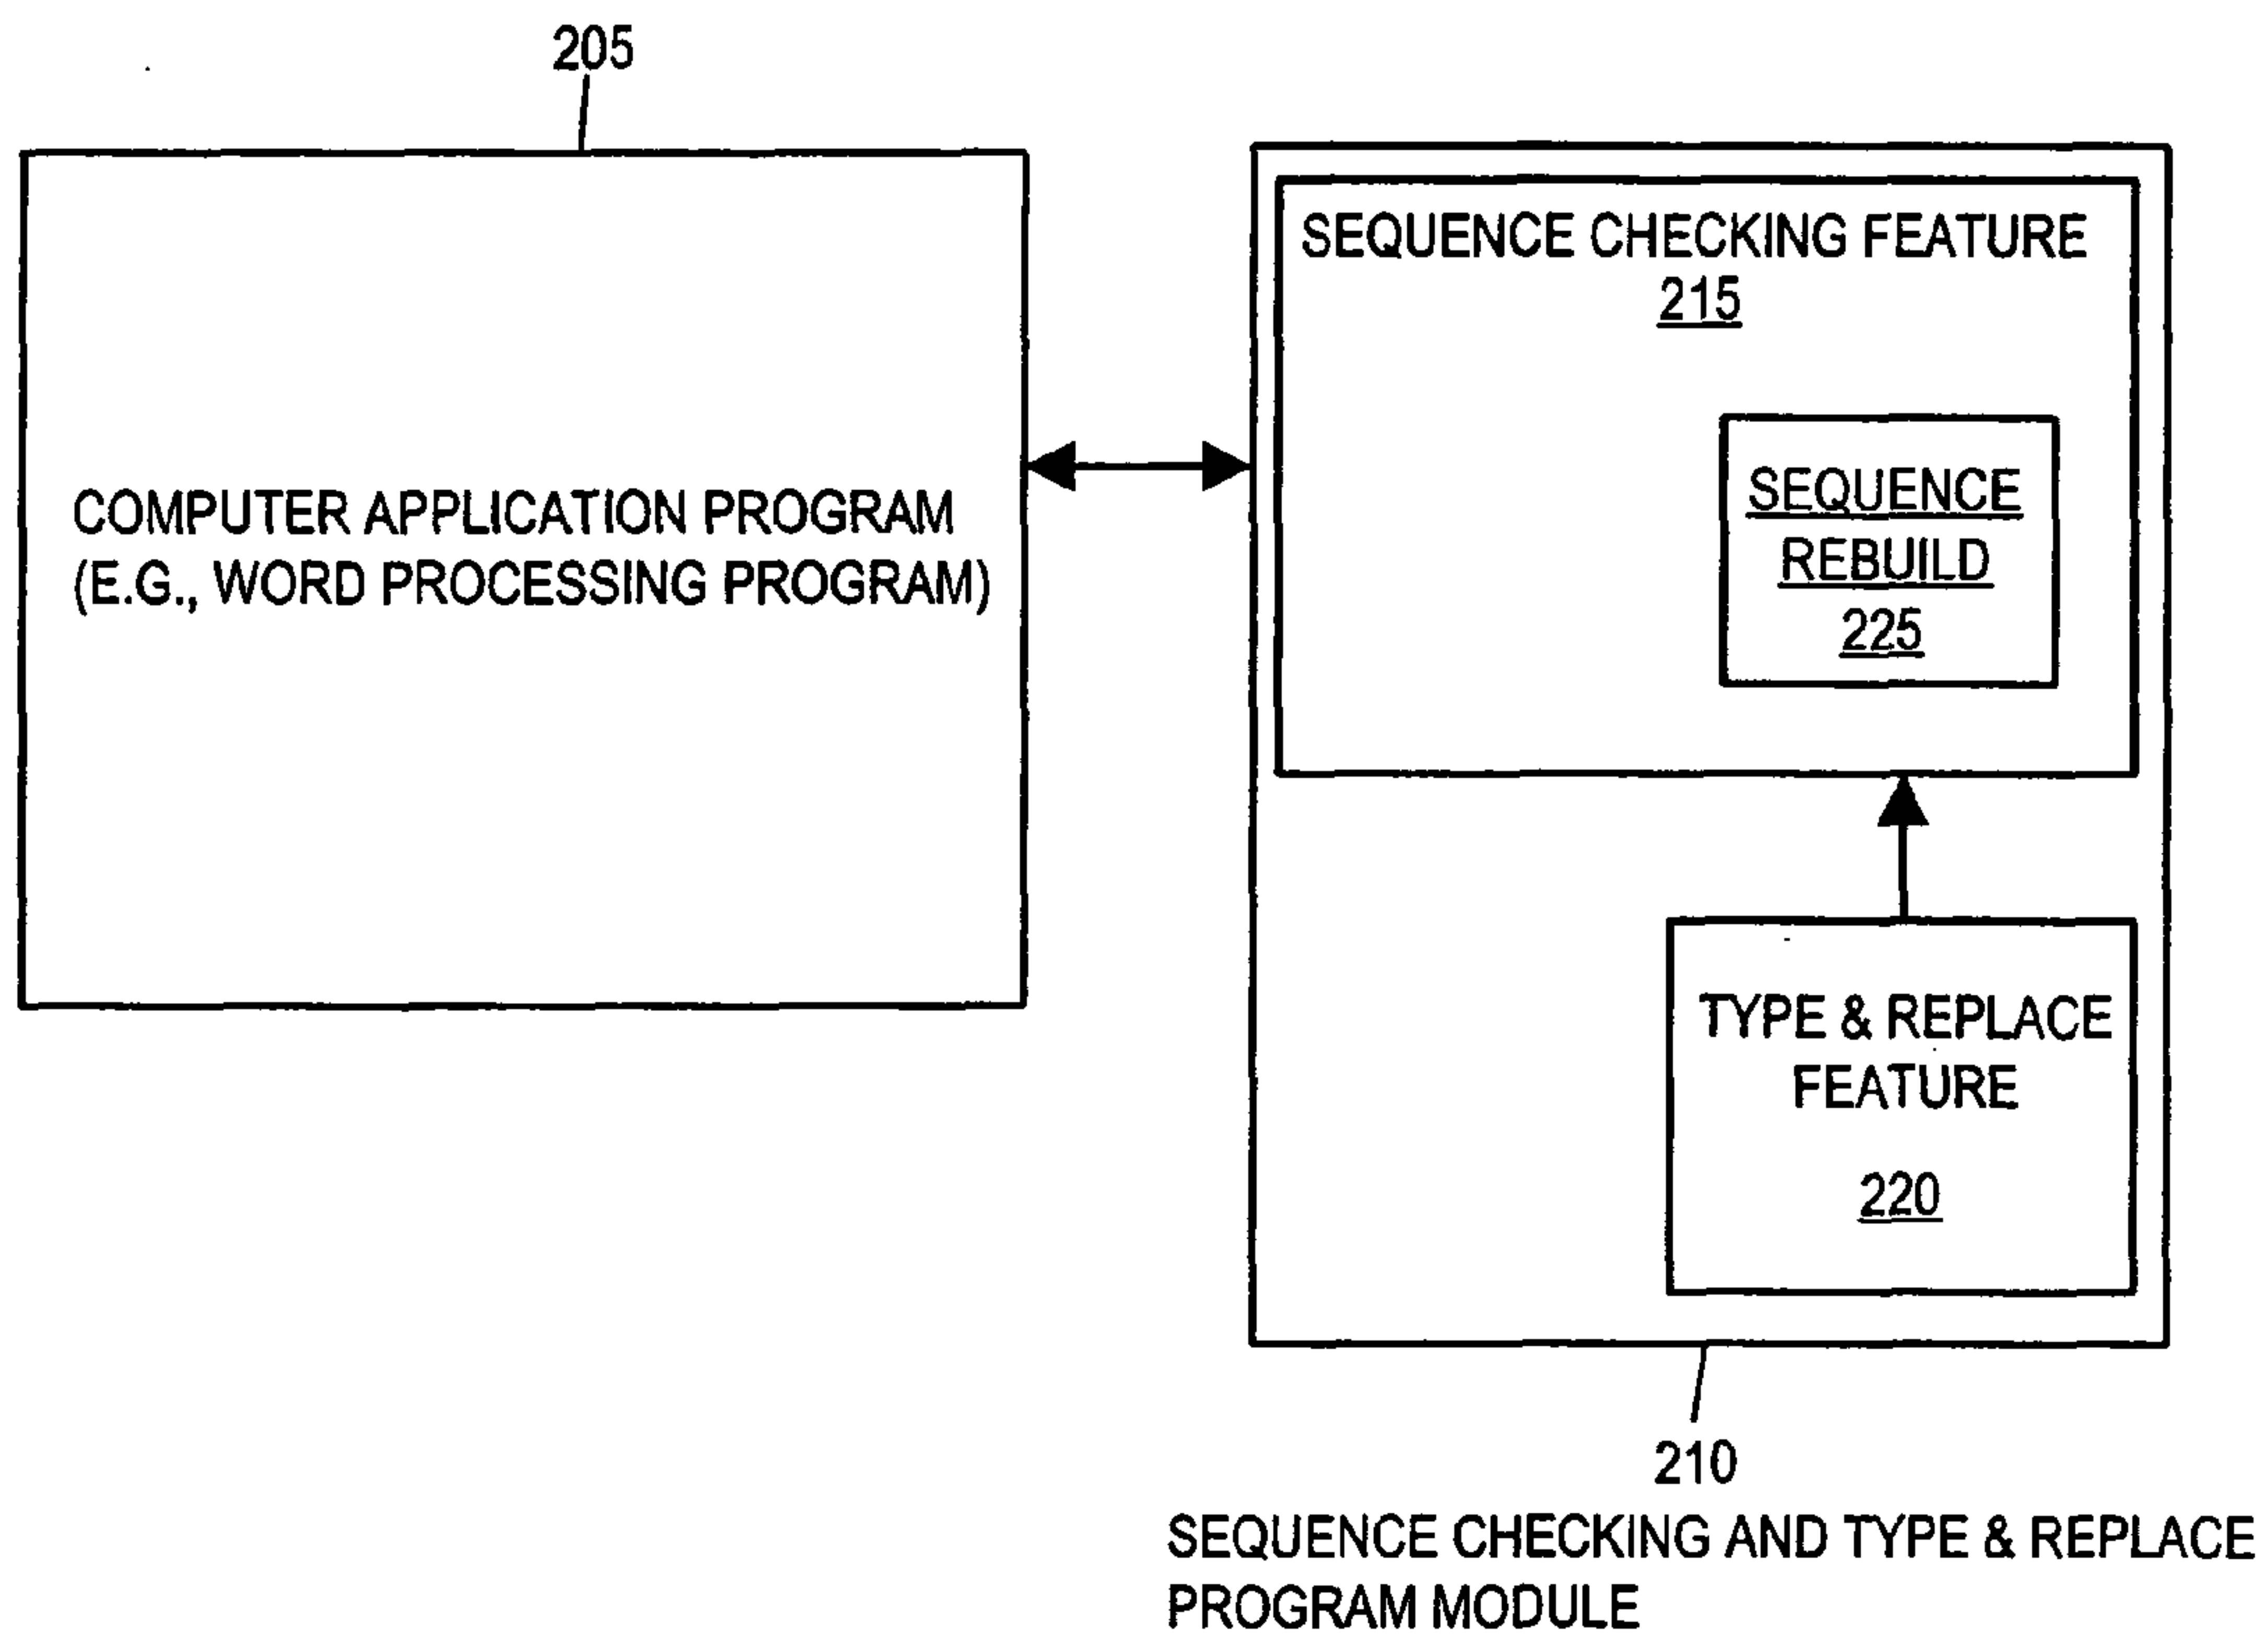 205
COMPUTER APPLICATION PROGRAM
(E.G., WORD PROCESSING PROGRAM)
SEQUENCE CHECKING FEATURE
215
SEQUENCE
REBUILD
225
TYPE & REPLACE
FEATURE
220
210
SEQUENCE CHECKING AND TYPE & REPLACE
PROGRAM MODULE